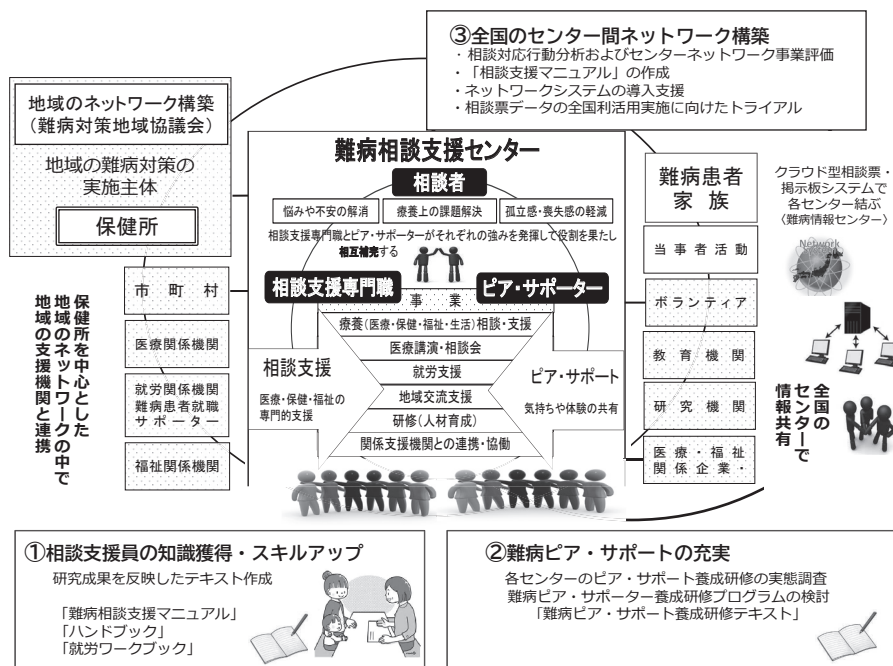 ③全国のセンター間ネットワーク構築
・相談対応行動分析およびセンターネットワーク事業評価
・「相談支援マニュアル」の作成
・ネットワークシステムの導入支援
・相談票データの全国利活用実施に向けたトライアル
地域のネットワーク構築
（難病対策地域協議会）
地域の難病対策の
実施主体
保健所
市町村
医療関係機関
就労関係機関
難病患者就職
サポーター
福祉関係機関
保健所を中心とした
地域のネットワークの中で
地域の支援機関と連携
難病相談支援センター
相談者
悩みや不安の解消
療養上の課題解決
孤立感・喪失感の軽減
相談支援専門職とピア・サポーターがそれぞれの強みを発揮して役割を果たし
相互補完する
相談支援専門職
ピア・サポーター
事業
療養（医療・保健・福祉・生活）相談・支援
医療講演・相談会
就労支援
地域交流支援
研修（人材育成）
関係支援機関との連携・協働
相談支援
医療・保健・福祉の
専門的支援
ピア・サポート
気持ちや体験の共有
難病患者
家族
当事者活動
ボランティア
教育機関
研究機関
医療・福祉
関係企業・
クラウド型相談票・
掲示板システムで
各センター結ぶ
〈難病情報センター〉
Network
全国の
センターで
情報共有
①相談支援員の知識獲得・スキルアップ
研究成果を反映したテキスト作成
「難病相談支援マニュアル」
「ハンドブック」
「就労ワークブック」
②難病ピア・サポートの充実
各センターのピア・サポート養成研修の実態調査
難病ピア・サポーター養成研修プログラムの検討
「難病ピア・サポート養成研修テキスト」